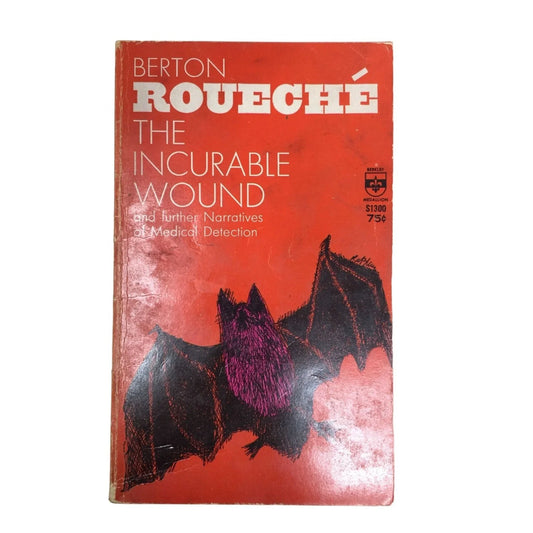 BERTON
ROUECHÉ
THE
INCURABLE
WOUND
and further Narratives
of Medical Detection
BERKLEY
MEDALLION
S1300
75¢